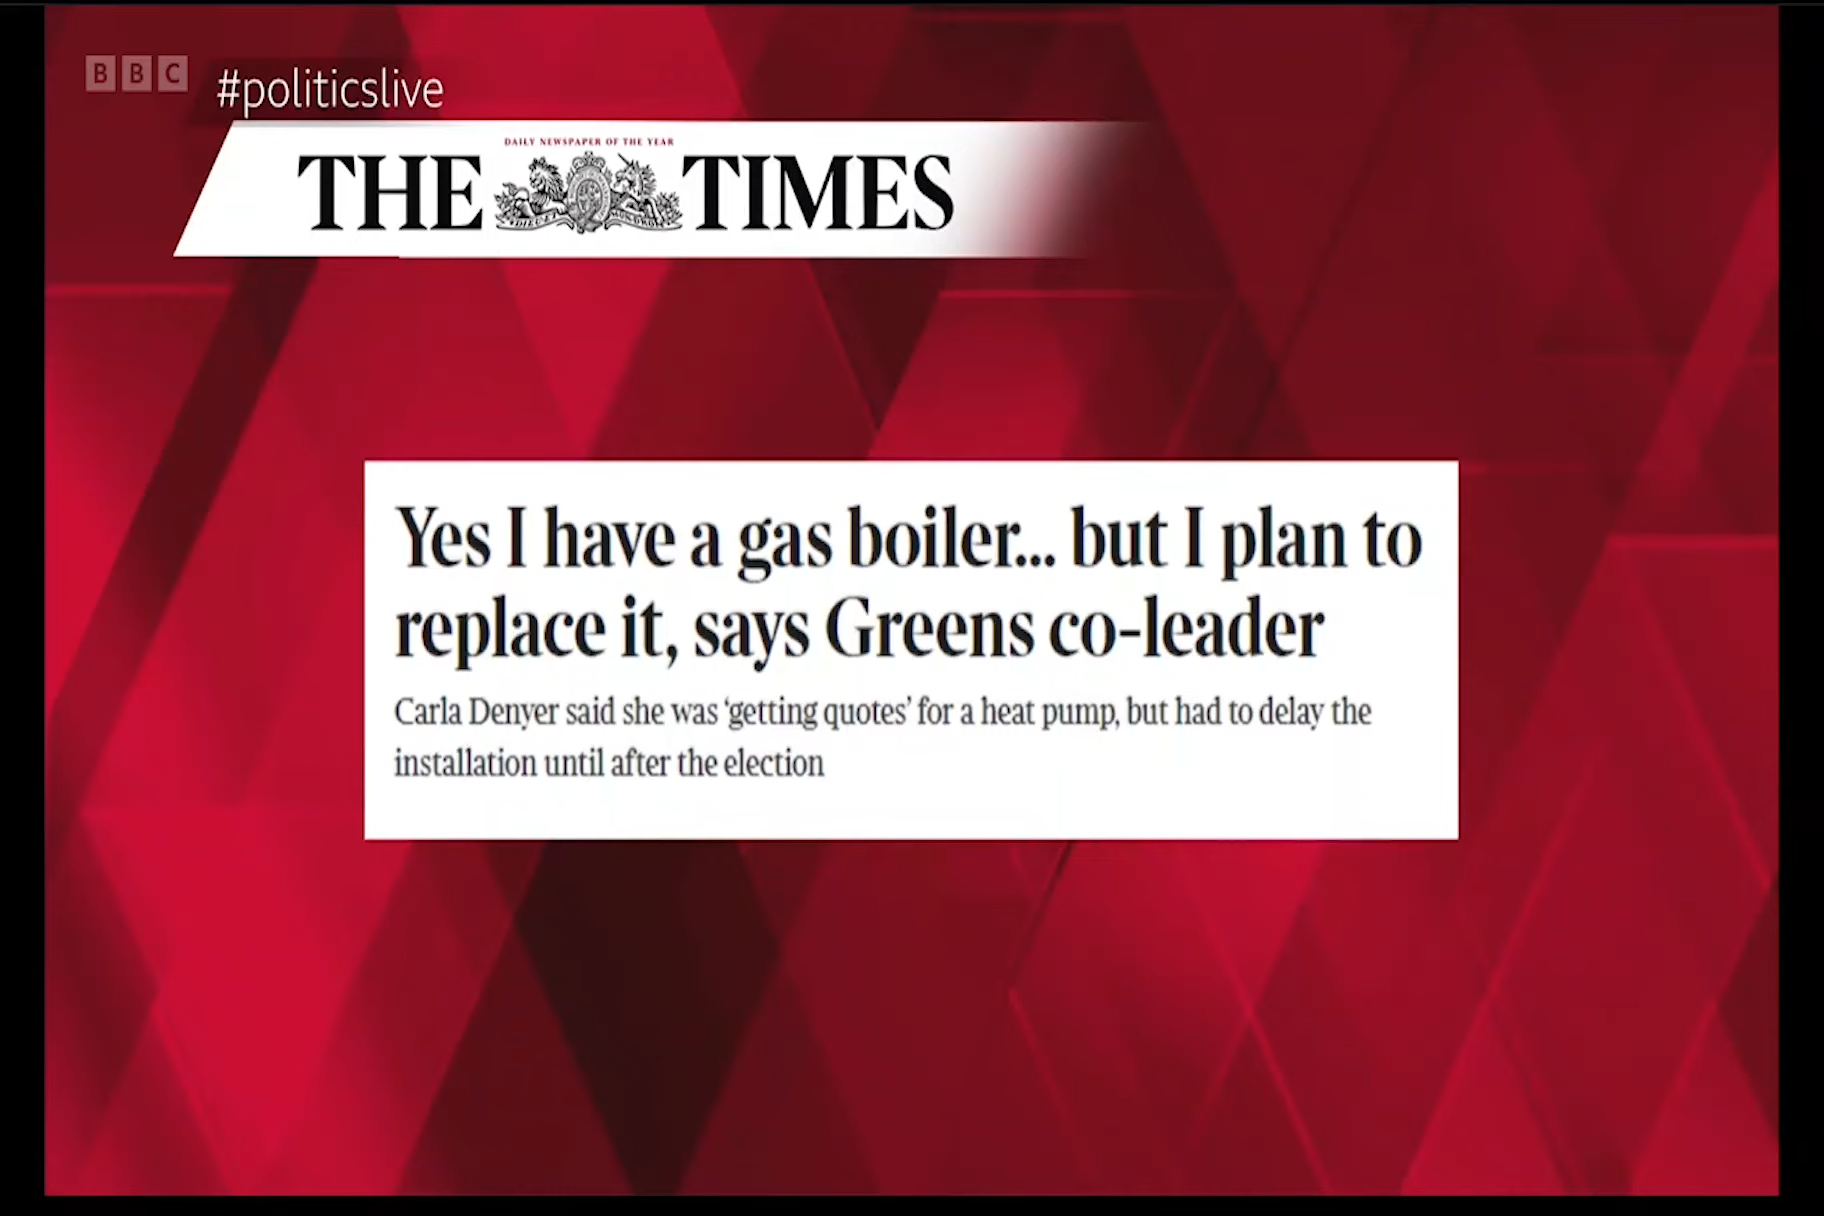 BBC
#politicslive
DAILY NEWSPAPER OF THE YEAR
THE TIMES
Yes I have a gas boiler... but I plan to
replace it, says Greens co-leader
Carla Denyer said she was ‘getting quotes’ for a heat pump, but had to delay the
installation until after the election